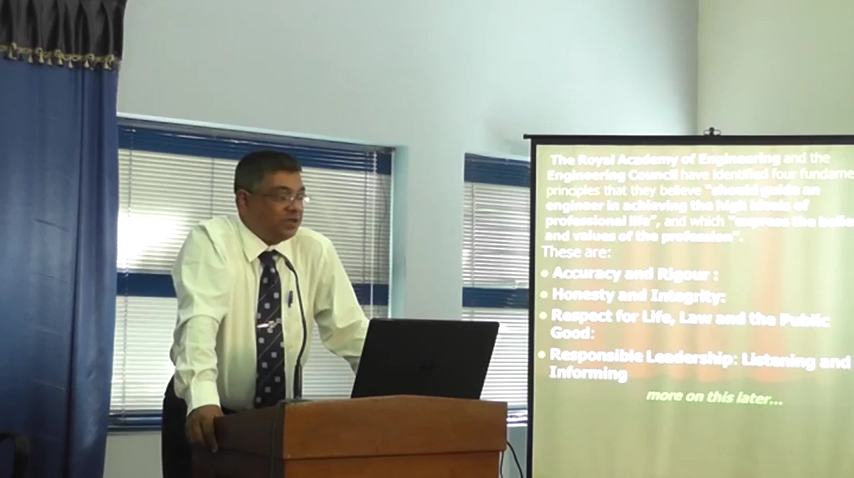 The Royal Academy of Engineering and the
Engineering Council have identified four fundame
principles that they believe "should guide an
engineer in achieving the high ideals of
professional life", and which "express the belie
and values of the profession".
These are:
Accuracy and Rigour :
Honesty and Integrity:
Respect for Life, Law and the Public
Good:
Responsible Leadership: Listening and
Informing
more on this later...